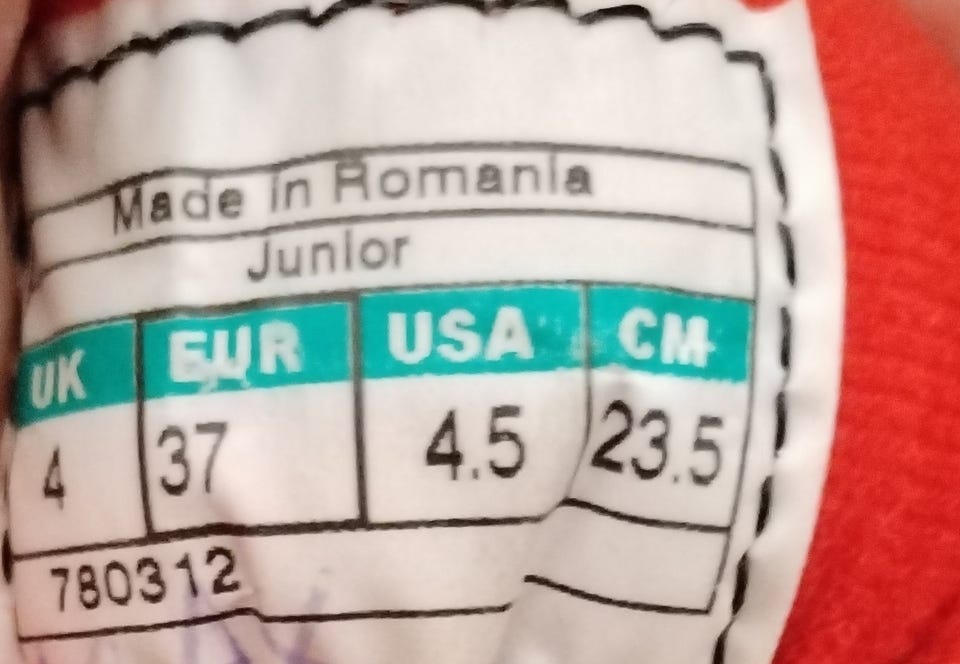 Made in Romania
Junior
UK EUR USA CM
4 37 4.5 23.5
780312